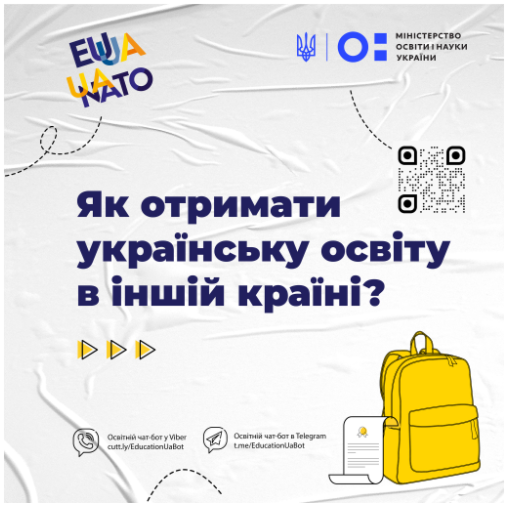 EU UA
UA NATO
МІНІСТЕРСТВО
ОСВІТИ І НАУКИ
УКРАЇНИ
Як отримати
українську освіту
в іншій країні?
Освітній чат-бот у Viber
cutt.ly/EducationUaBot
Освітній чат-бот в Telegram
t.me/EducationUaBot